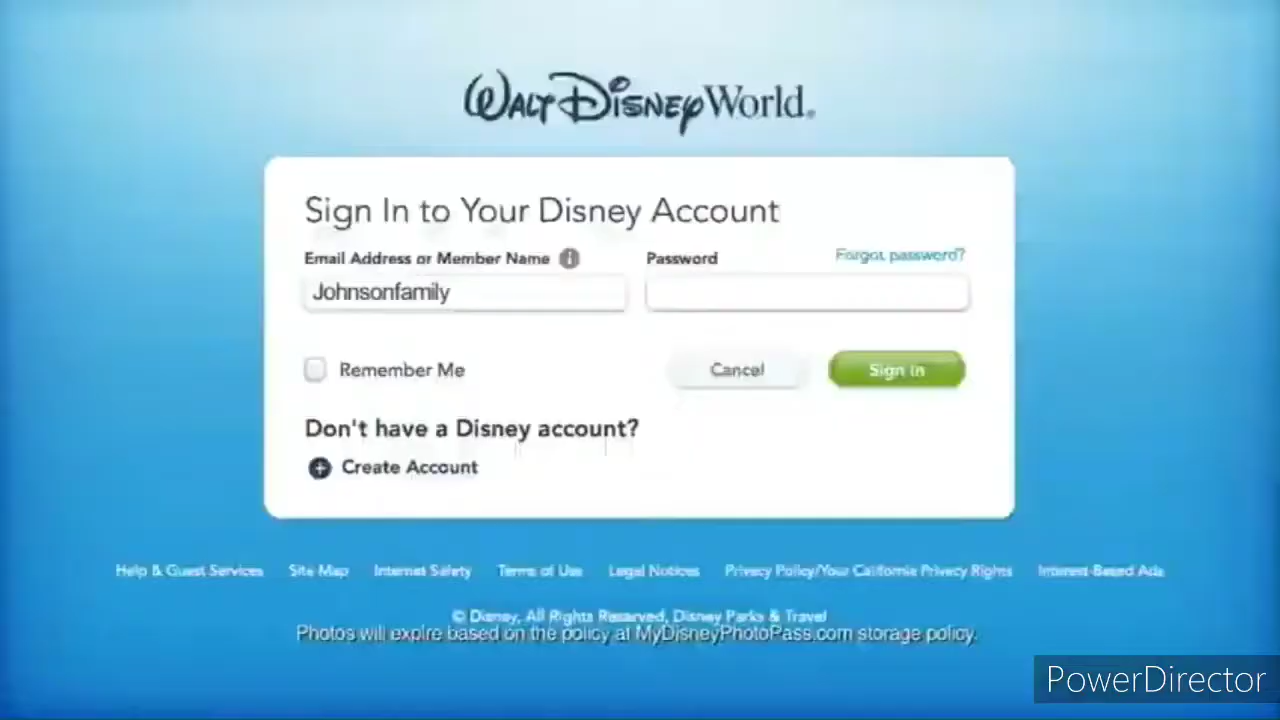 Walt Disney World®
Sign In to Your Disney Account
Email Address or Member Name i Password Forgot password?
Johnsonfamily
Remember Me Cancel Sign In
Don't have a Disney account?
+ Create Account
Help & Guest Services Site Map Internet Safety Terms of Use Legal Notices Privacy Policy/Your California Privacy Rights Interest-Based Ads
© Disney, All Rights Reserved, Disney Parks & Travel
Photos will expire based on the policy at MyDisneyPhotoPass.com storage policy.
PowerDirector